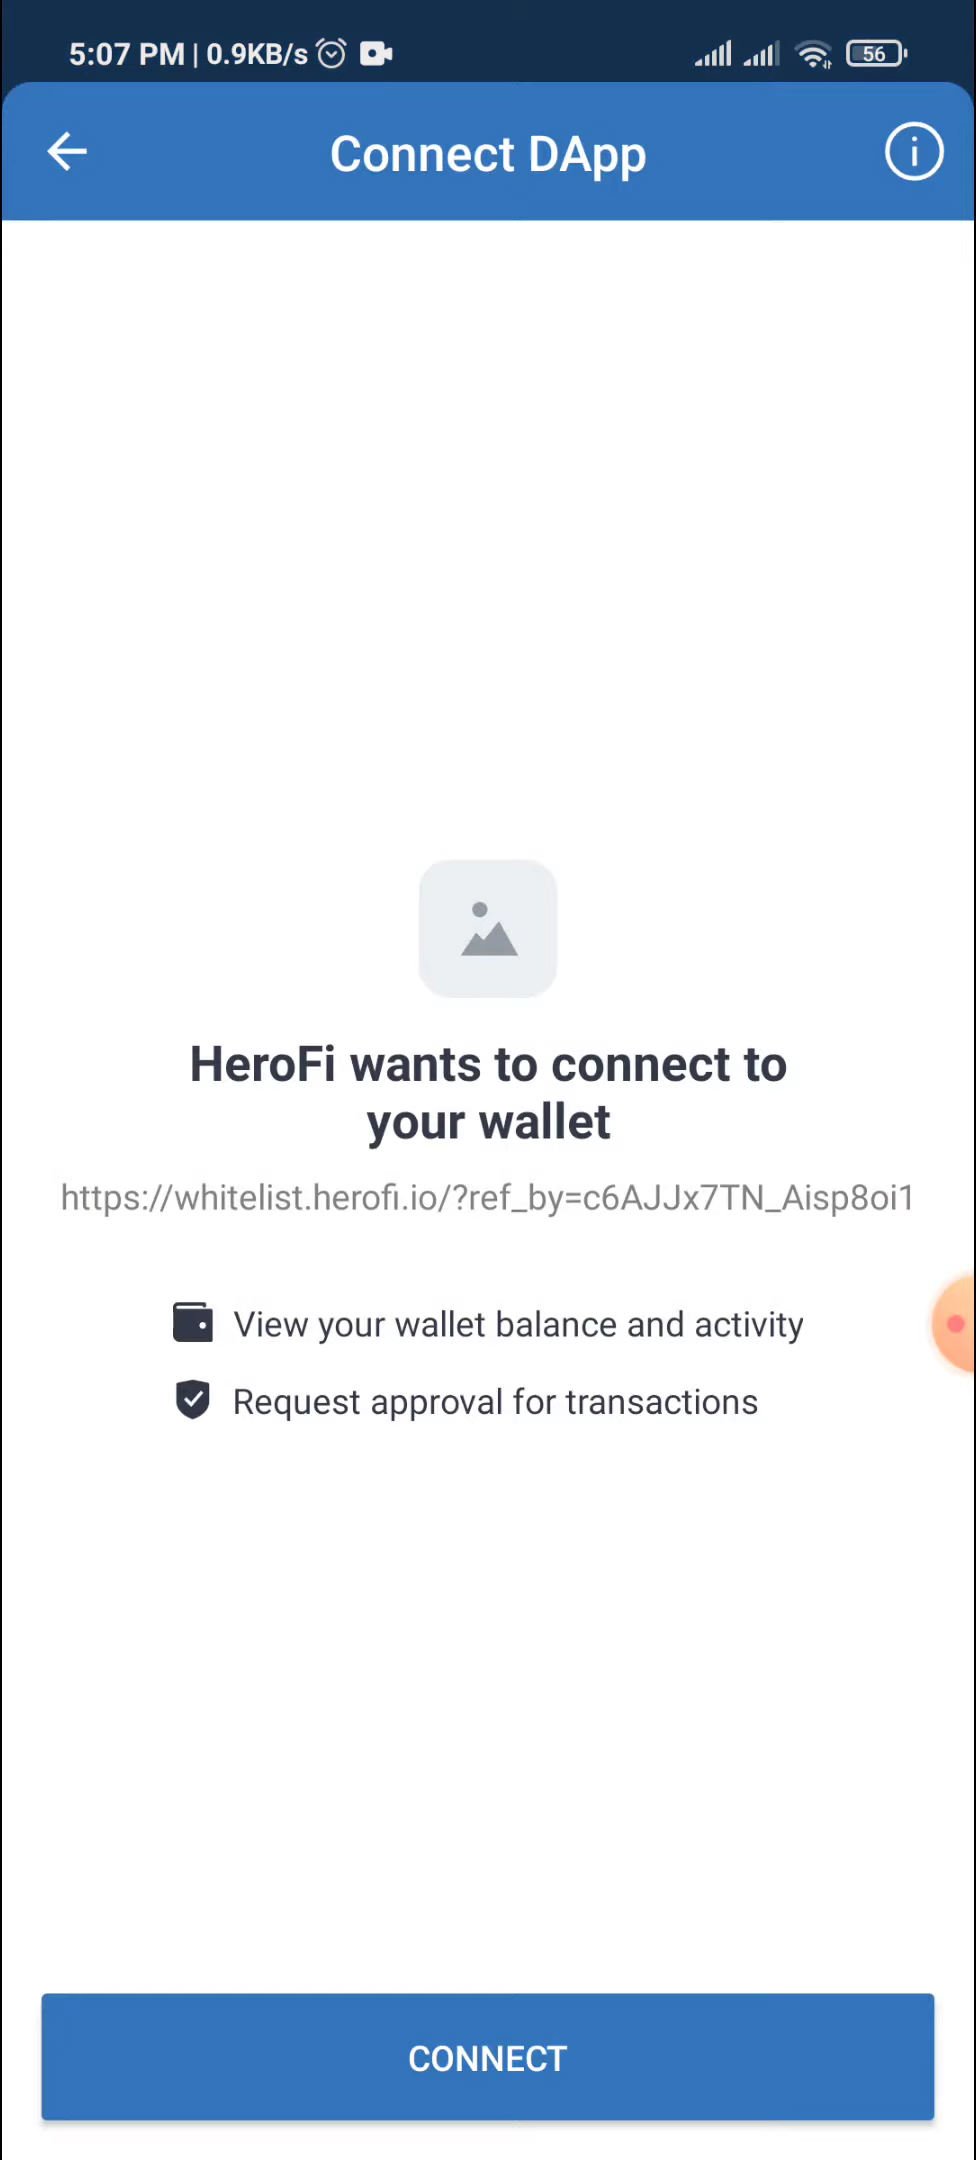 5:07 PM | 0.9KB/s 56
Connect DApp
HeroFi wants to connect to
your wallet
https://whitelist.herofi.io/?ref_by=c6AJJx7TN_Aisp8oi1
View your wallet balance and activity
Request approval for transactions
CONNECT